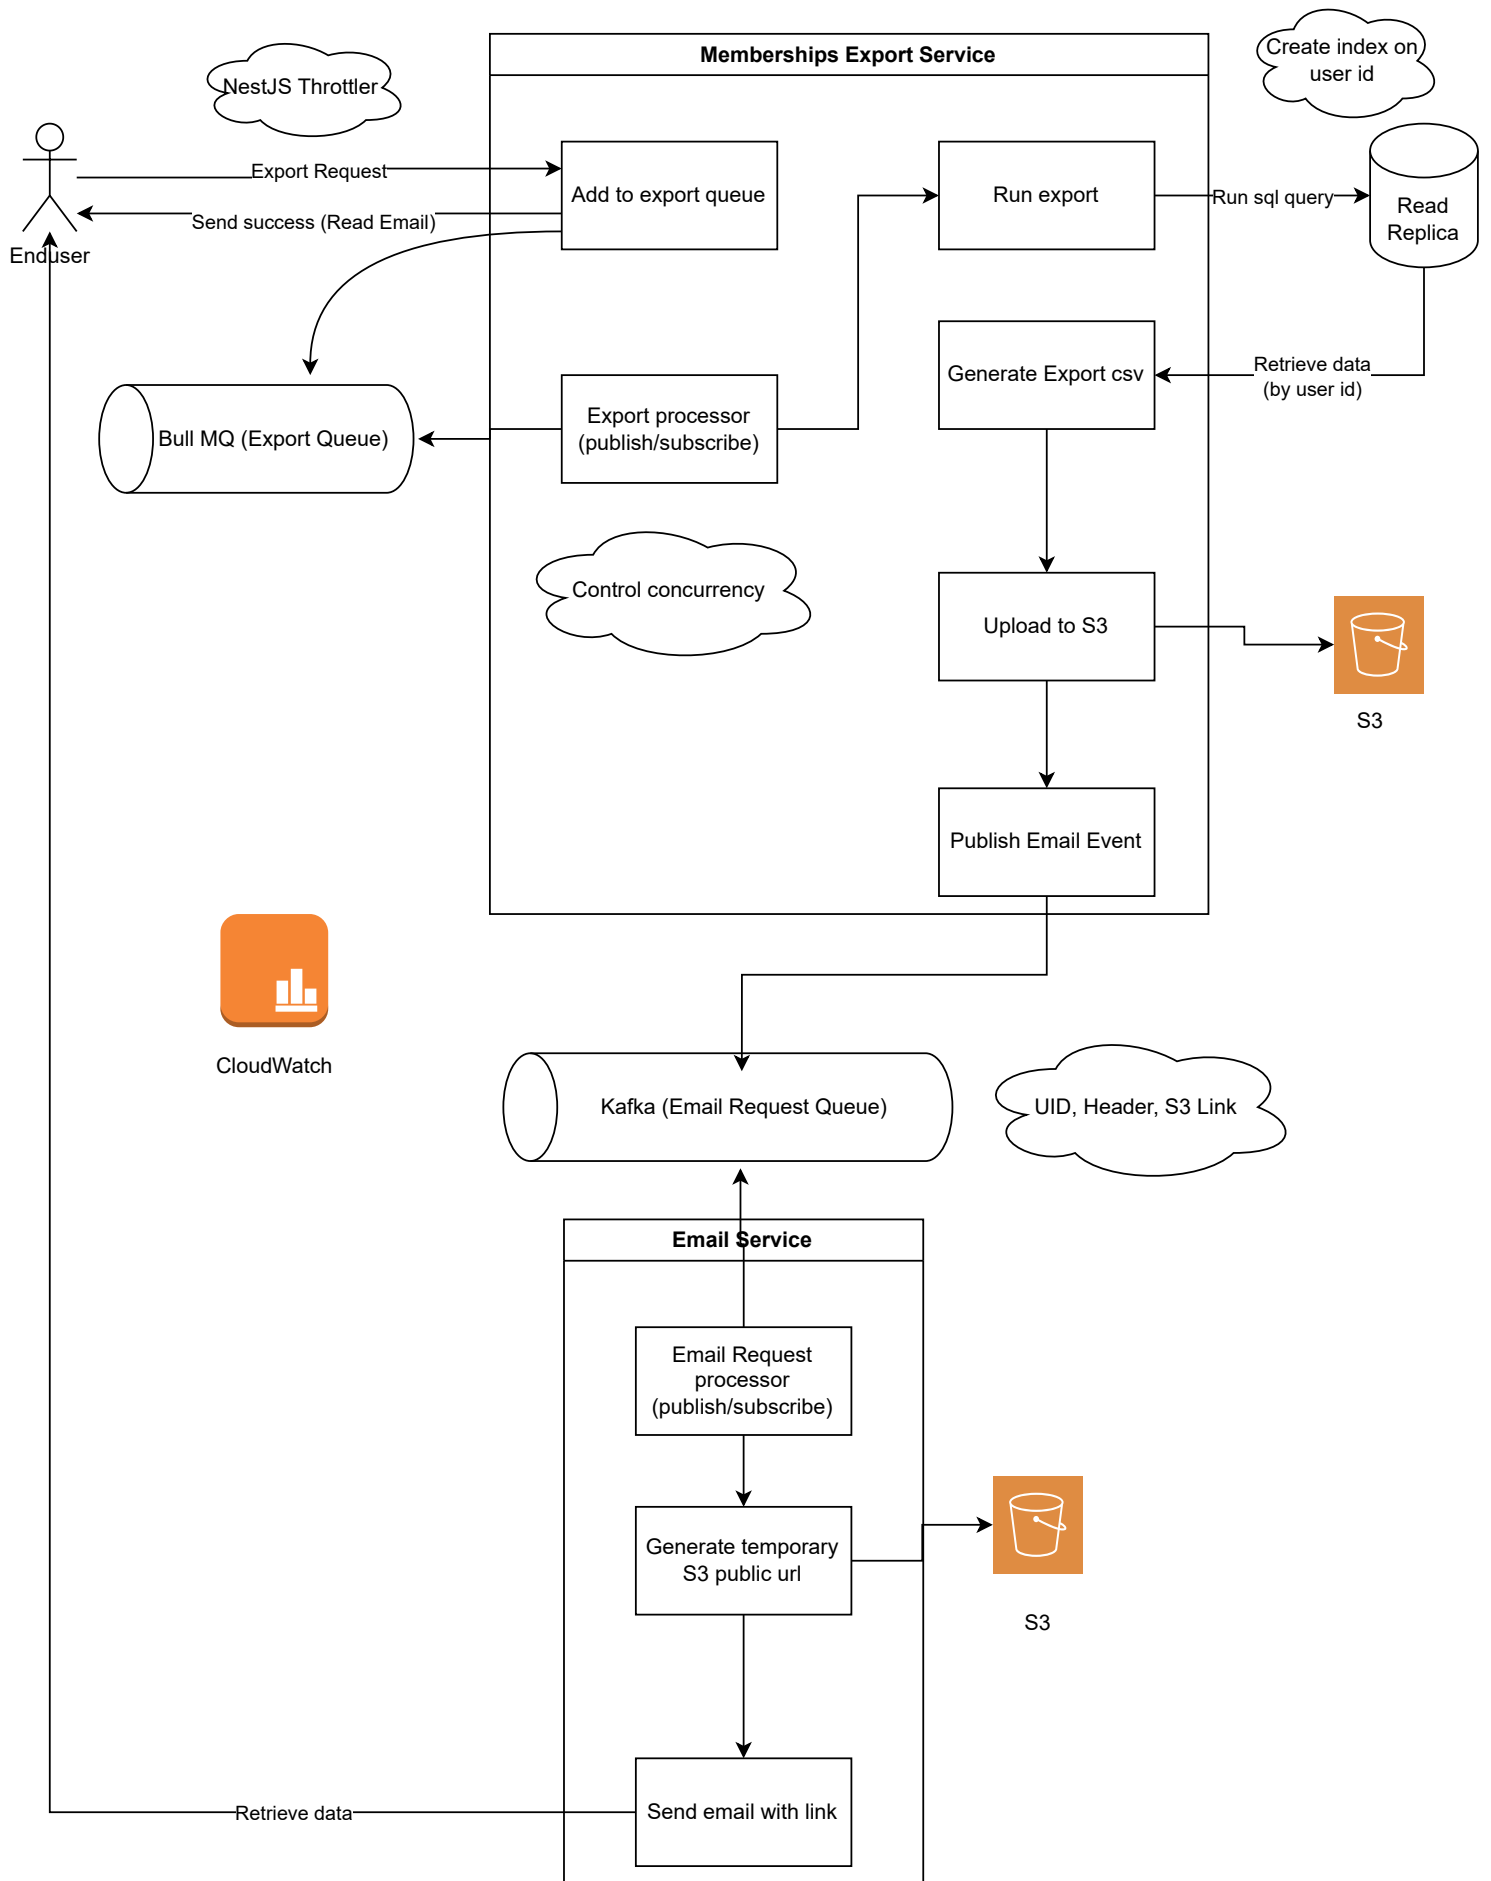 Memberships Export Service
Create index on
user id
NestJS Throttler
Export Request
Add to export queue
Run export
Run sql query
Read
Replica
Send success (Read Email)
Enduser
Generate Export csv
Retrieve data
(by user id)
Bull MQ (Export Queue)
Export processor
(publish/subscribe)
Control concurrency
Upload to S3
S3
Publish Email Event
CloudWatch
Kafka (Email Request Queue)
UID, Header, S3 Link
Email Service
Email Request
processor
(publish/subscribe)
Generate temporary
S3 public url
S3
Send email with link
Retrieve data